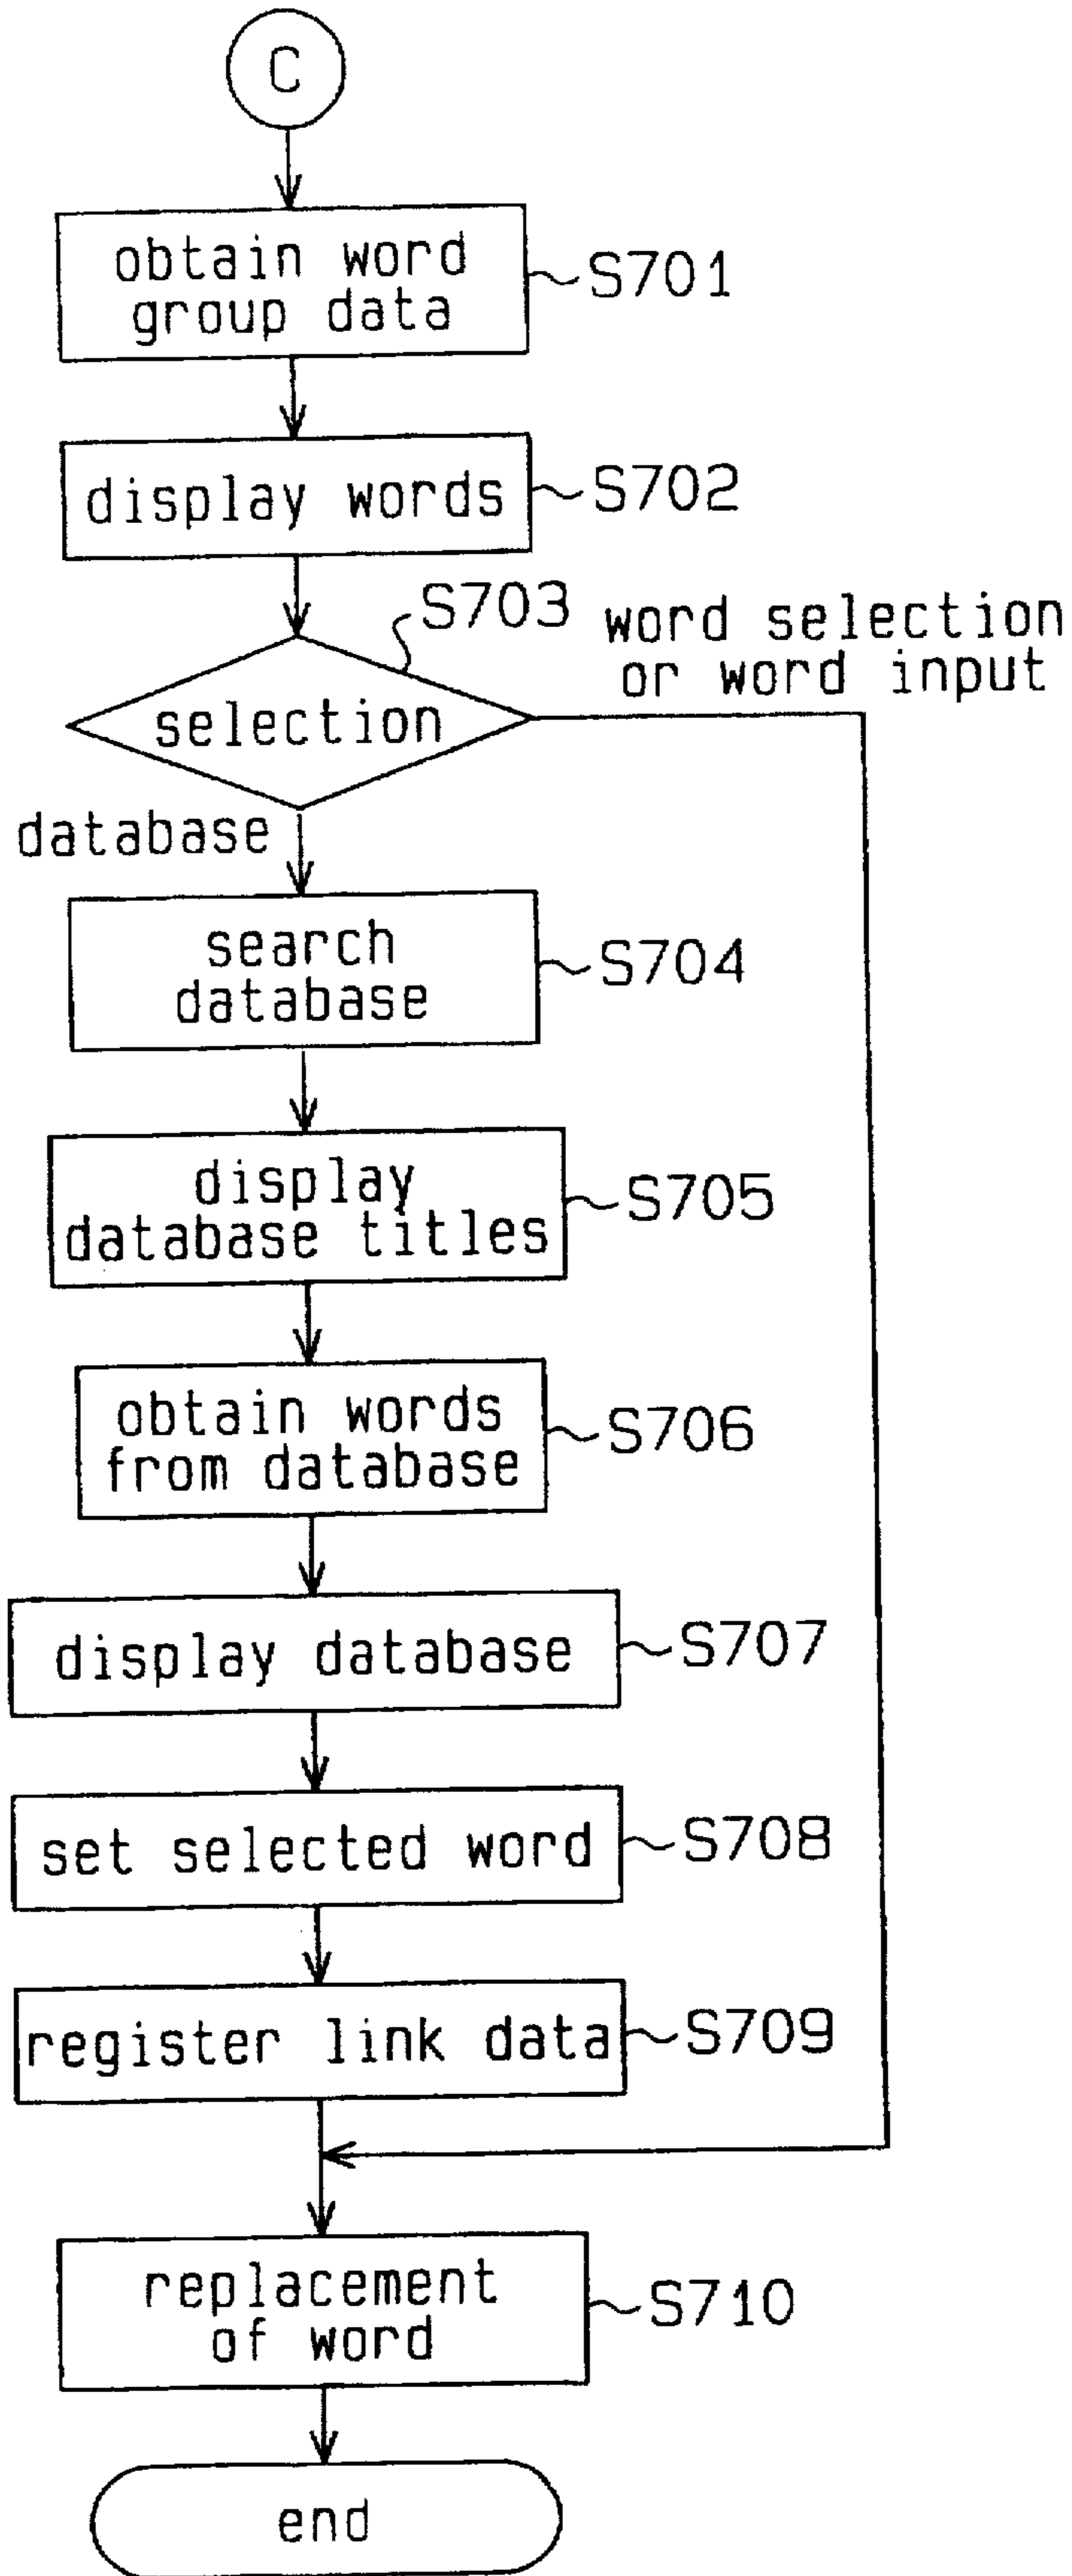 C
obtain word
group data
S701
display words
S702
S703
word selection
or word input
selection
database
search
database
S704
display
database titles
S705
obtain words
from database
S706
display database
S707
set selected word
S708
register link data
S709
replacement
of word
S710
end